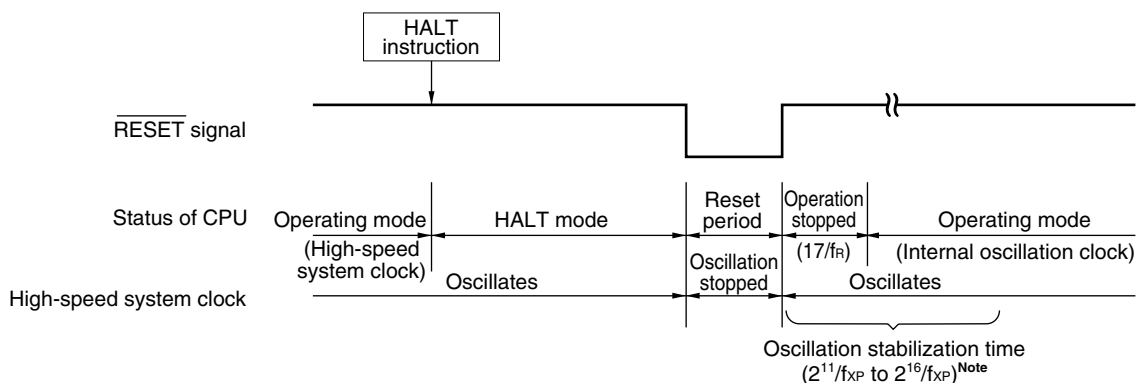 HALT
instruction
RESET signal
Status of CPU
Operating mode
(High-speed
system clock)
HALT mode
Reset
period
Operation
stopped
(17/fR)
Operating mode
(Internal oscillation clock)
High-speed system clock
Oscillates
Oscillation
stopped
Oscillates
Oscillation stabilization time
(2^11/fXP to 2^16/fXP)^Note